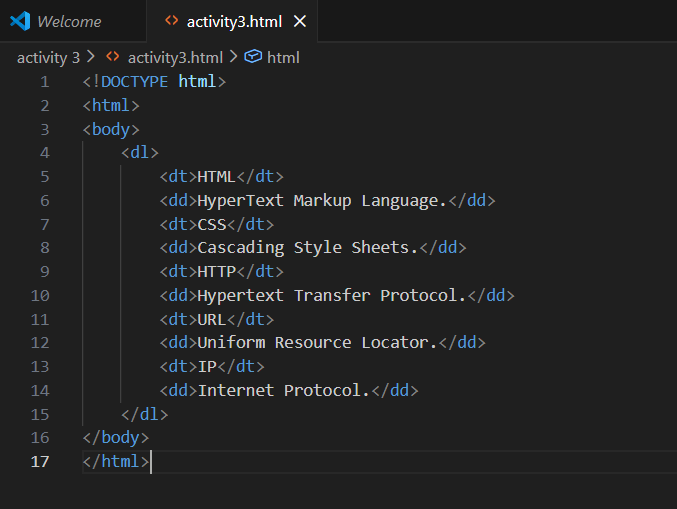 Welcome
activity3.html
activity 3 > activity3.html > html
1 <!DOCTYPE html>
2 <html>
3 <body>
4     <dl>
5         <dt>HTML</dt>
6         <dd>HyperText Markup Language.</dd>
7         <dt>CSS</dt>
8         <dd>Cascading Style Sheets.</dd>
9         <dt>HTTP</dt>
10         <dd>Hypertext Transfer Protocol.</dd>
11         <dt>URL</dt>
12         <dd>Uniform Resource Locator.</dd>
13         <dt>IP</dt>
14         <dd>Internet Protocol.</dd>
15     </dl>
16 </body>
17 </html>